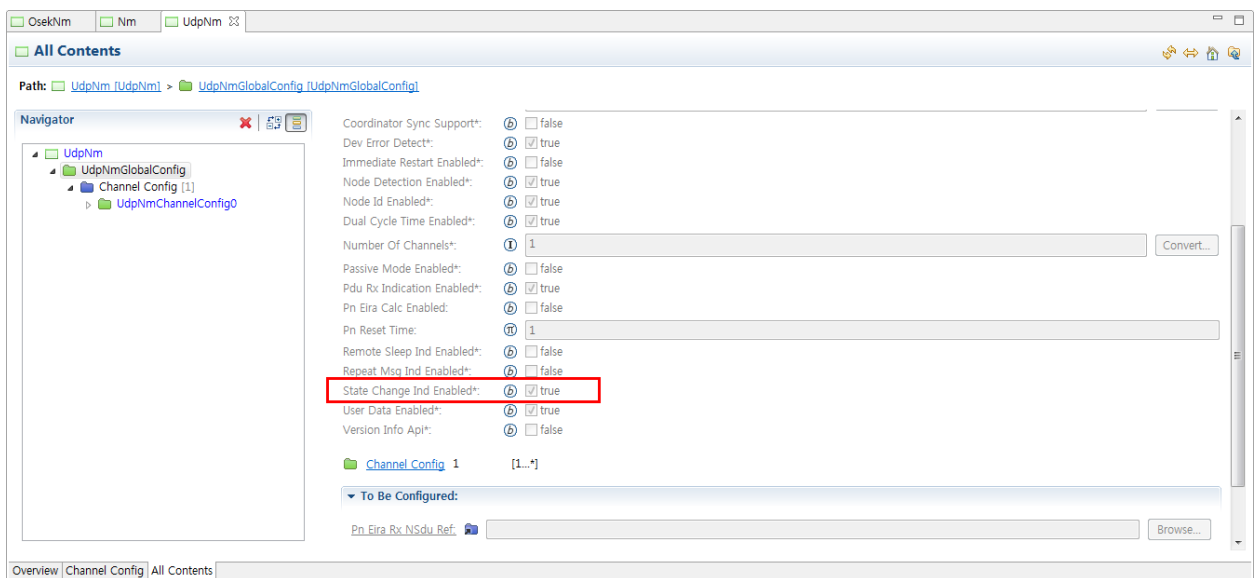 OsekNm Nm UdpNm
All Contents
Path: UdpNm [UdpNm] > UdpNmGlobalConfig [UdpNmGlobalConfig]
Navigator
UdpNm
UdpNmGlobalConfig
Channel Config [1]
UdpNmChannelConfig0
Coordinator Sync Support*: false
Dev Error Detect*: true
Immediate Restart Enabled*: false
Node Detection Enabled*: true
Node Id Enabled*: true
Dual Cycle Time Enabled*: true
Number Of Channels*: 1 Convert...
Passive Mode Enabled*: false
Pdu Rx Indication Enabled*: true
Pn Eira Calc Enabled: false
Pn Reset Time: 1
Remote Sleep Ind Enabled*: false
Repeat Msg Ind Enabled*: false
State Change Ind Enabled*: true
User Data Enabled*: true
Version Info Api*: false
Channel Config 1 [1...*]
To Be Configured:
Pn Eira Rx NSdu Ref: Browse...
Overview Channel Config All Contents